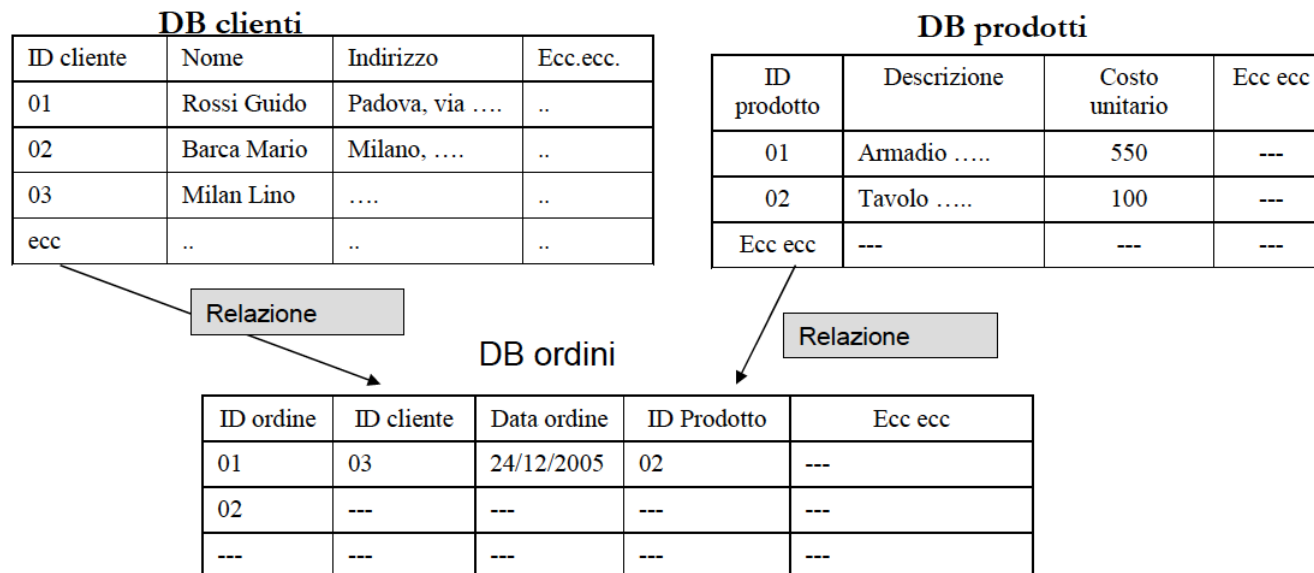 DB clienti
ID cliente Nome Indirizzo Ecc.ecc.
01 Rossi Guido Padova, via .... ..
02 Barca Mario Milano, .... ..
03 Milan Lino .... ..
ecc .. .. ..
DB prodotti
ID prodotto Descrizione Costo unitario Ecc ecc
01 Armadio ..... 550 ---
02 Tavolo ..... 100 ---
Ecc ecc --- --- ---
Relazione
Relazione
DB ordini
ID ordine ID cliente Data ordine ID Prodotto Ecc ecc
01 03 24/12/2005 02 ---
02 --- --- --- ---
--- --- --- --- ---